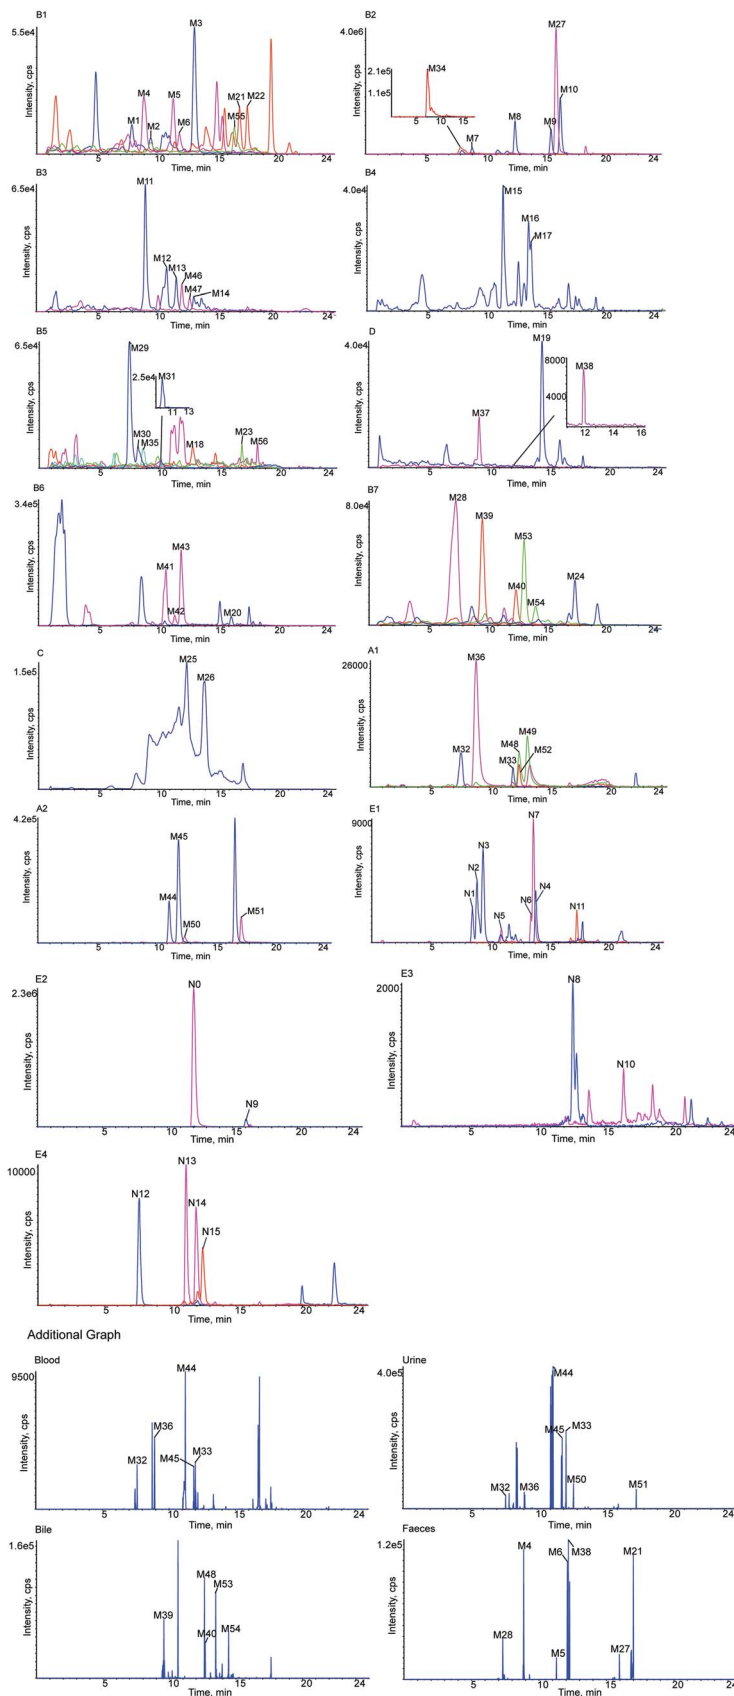 B1
5.5e4
Intensity, cps
M3
M4
M5
M1
M2
M6
M21
M22
M55
5 10 15 20 24
Time, min
B2
4.0e6
Intensity, cps
M27
2.1e5
1.1e5
M34
5 10 15
M7
M8
M9
M10
5 10 15 20 24
Time, min
B3
6.5e4
Intensity, cps
M11
M12
M13
M46
M47
M14
5 10 15 20 24
Time, min
B4
4.0e4
Intensity, cps
M15
M16
M17
5 10 15 20 24
Time, min
B5
6.5e4
Intensity, cps
M29
2.5e4
M31
11 13
M30
M35
M18
M23
M56
5 10 15 20 24
Time, min
D
4.0e4
Intensity, cps
M19
M37
8000
4000
M38
12 14 16
5 10 15 20 24
Time, min
B6
3.4e5
Intensity, cps
M41
M43
M42
M20
5 10 15 20 24
Time, min
B7
8.0e4
Intensity, cps
M28
M39
M53
M40
M54
M24
5 10 15 20 24
Time, min
C
1.5e5
Intensity, cps
M25
M26
5 10 15 20 24
Time, min
A1
26000
Intensity, cps
M36
M32
M48
M49
M33
M52
5 10 15 20 24
Time, min
A2
4.2e5
Intensity, cps
M45
M44
M50
M51
5 10 15 20 24
Time, min
E1
9000
Intensity, cps
N7
N3
N2
N1
N5
N6
N4
N11
5 10 15 20 24
Time, min
E2
2.3e6
Intensity, cps
N0
N9
5 10 15 20 24
Time, min
E3
2000
Intensity, cps
N8
N10
5 10 15 20 24
Time, min
E4
10000
Intensity, cps
N12
N13
N14
N15
5 10 15 20 24
Time, min
Additional Graph
Blood
9500
Intensity, cps
M44
M36
M32
M45
M33
5 10 15 20 24
Time, min
Urine
4.0e5
Intensity, cps
M44
M45
M33
M32
M36
M50
M51
5 10 15 20 24
Time, min
Bile
1.6e5
Intensity, cps
M48
M53
M39
M40
M54
5 10 15 20 24
Time, min
Faeces
1.2e5
Intensity, cps
M4
M6
M38
M21
M28
M5
M27
5 10 15 20 24
Time, min